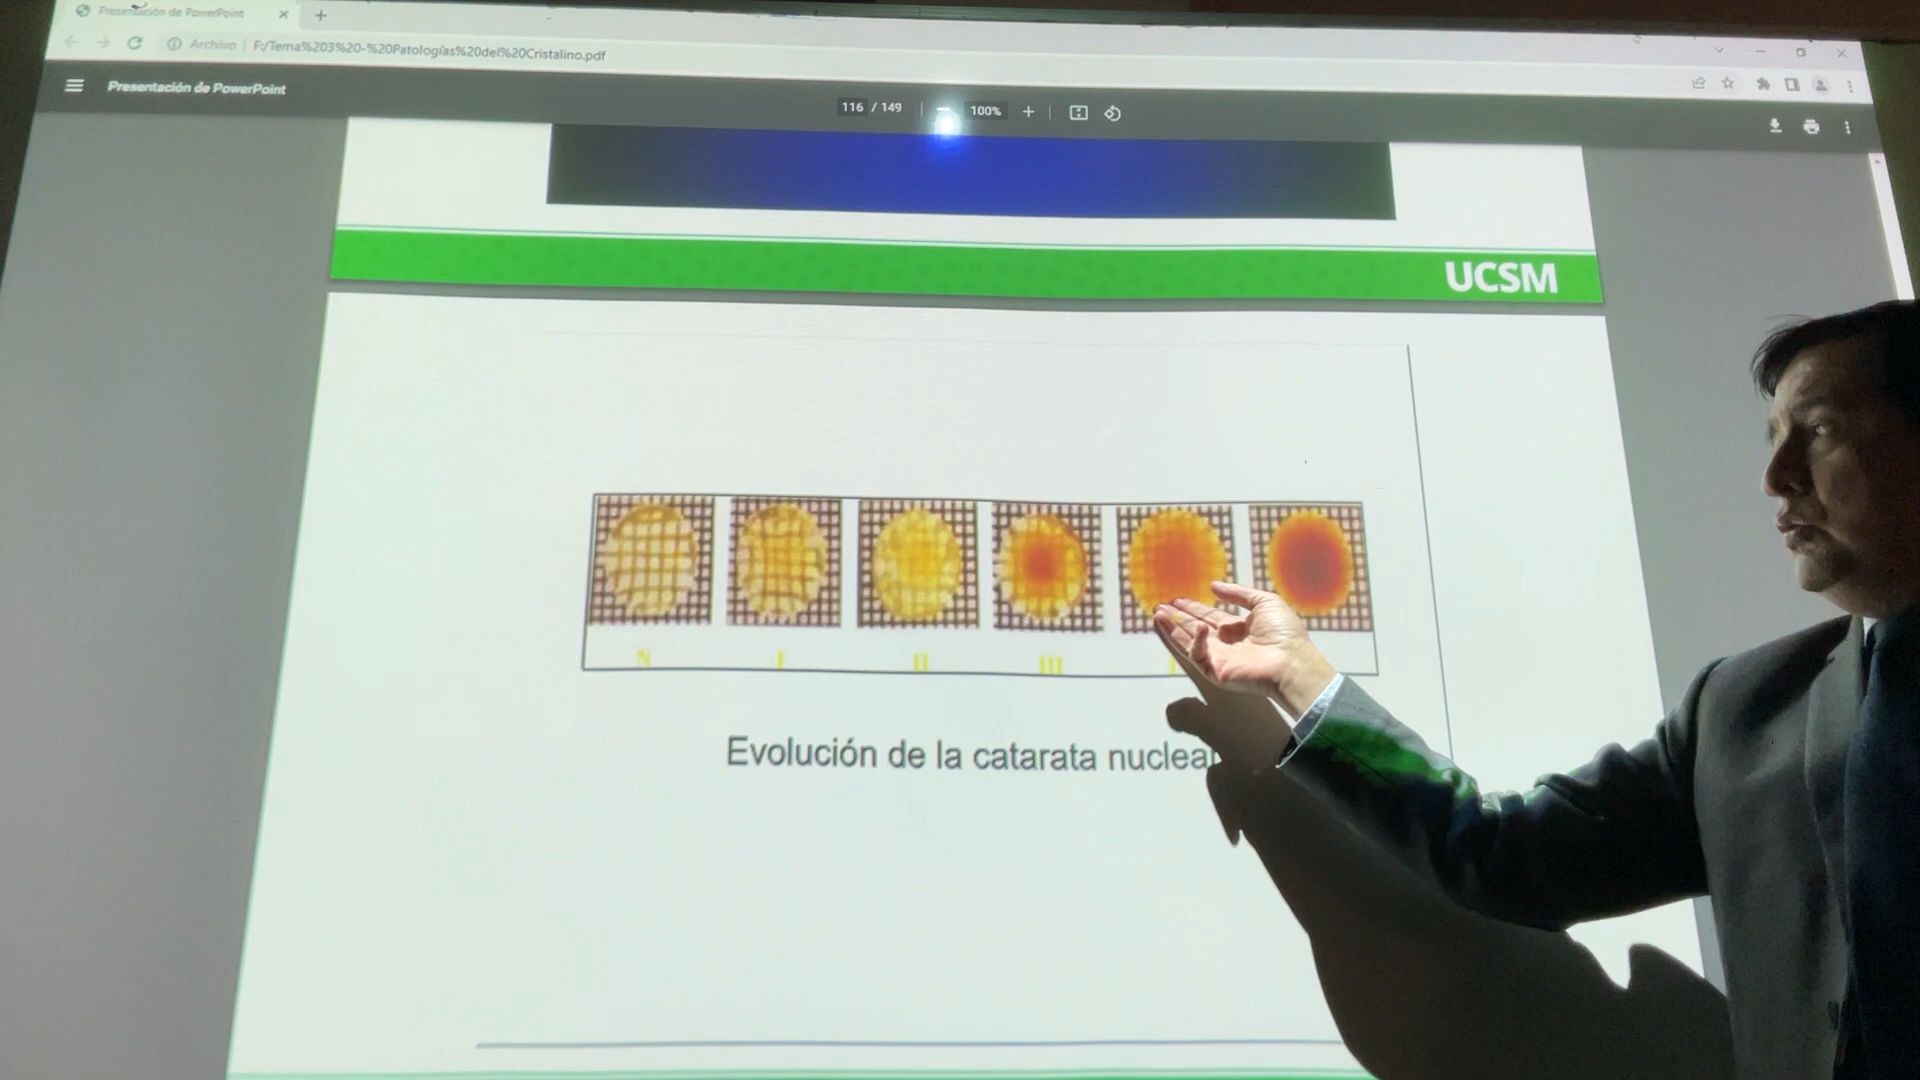 Presentación de PowerPoint
Archivo | F:/Tema%203%20-%20Patologías%20del%20Cristalino.pdf
Presentación de PowerPoint
116 / 149
100%
UCSM
N I II III
Evolución de la catarata nuclear